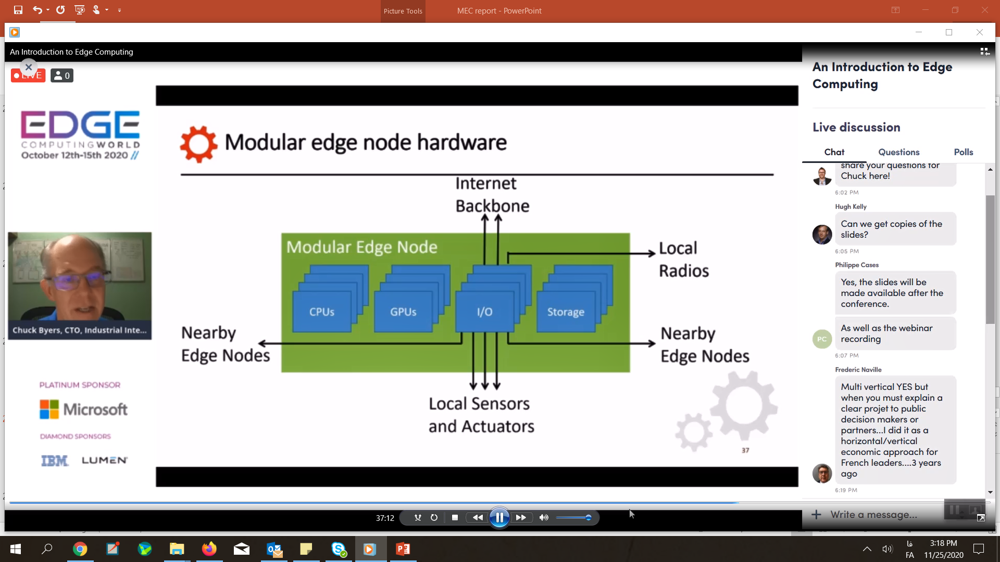 Picture Tools
MEC report - PowerPoint
An Introduction to Edge Computing
LIVE
0
EDGE
COMPUTINGWORLD
October 12th-15th 2020 //
Modular edge node hardware
Internet
Backbone
Modular Edge Node
Local
Radios
CPUs
GPUs
I/O
Storage
Nearby
Edge Nodes
Nearby
Edge Nodes
Local Sensors
and Actuators
37
Chuck Byers, CTO, Industrial Inte...
PLATINUM SPONSOR
Microsoft
DIAMOND SPONSORS
IBM
LUMEN
An Introduction to Edge
Computing
Live discussion
Chat
Questions
Polls
share your questions for
Chuck here!
6:02 PM
Hugh Kelly
Can we get copies of the
slides?
6:05 PM
Philippe Cases
Yes, the slides will be
made available after the
conference.
As well as the webinar
recording
PC
6:07 PM
Frederic Naville
Multi vertical YES but
when you must explain a
clear projet to public
decision makers or
partners...I did it as a
horizontal/vertical
economic approach for
French leaders....3 years
ago
6:19 PM
Write a message...
37:12
فا
FA
3:18 PM
11/25/2020